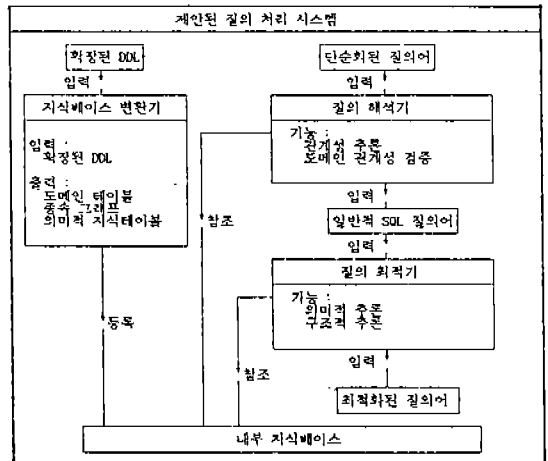 제안된 질의 처리 시스템
확장된 DDL
입력
지식베이스 변환기
입력 :
확장된 DDL
출력 :
도메인 테이블
종속 그래프
의미적 지식테이블
등록
단순화된 질의어
입력
질의 해석기
기능 :
관계성 추론
도메인 관계성 검증
참조
입력
일반적 SQL 질의어
입력
질의 최적기
기능 :
의미적 추론
구조적 추론
참조
입력
최적화된 질의어
내부 지식베이스